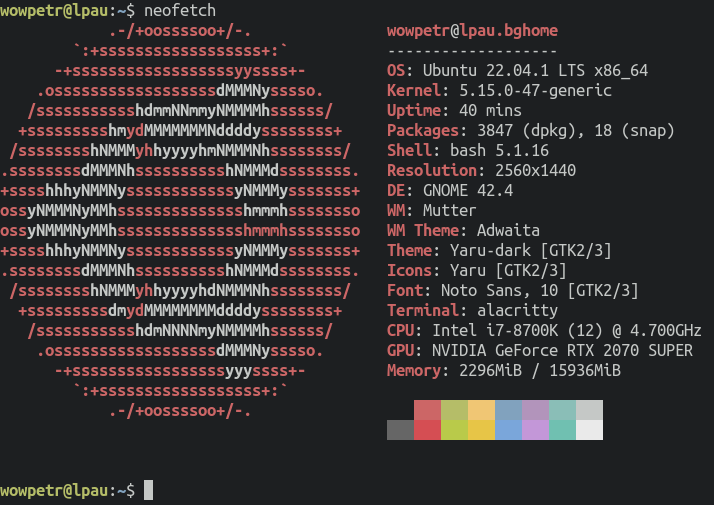 wowpetr@lpau:~$ neofetch
            .-/+oossssoo+/-.               wowpetr@lpau.bghome
        `:+ssssssssssssssssss+:`           -------------------
      -+ssssssssssssssssssyyssss+-         OS: Ubuntu 22.04.1 LTS x86_64
    .ossssssssssssssssssdMMMNysssso.       Kernel: 5.15.0-47-generic
   /ssssssssssshdmmNNmmyNMMMMhssssss/      Uptime: 40 mins
  +ssssssssshmydMMMMMMMNddddyssssssss+     Packages: 3847 (dpkg), 18 (snap)
 /sssssssshNMMMyhhyyyyhmNMMMNhssssssss/    Shell: bash 5.1.16
.ssssssssdMMMNhsssssssssshNMMMdssssssss.   Resolution: 2560x1440
+sssshhhyNMMNyssssssssssssyNMMMysssssss+   DE: GNOME 42.4
ossyNMMMNyMMhsssssssssssssshmmmhssssssso   WM: Mutter
ossyNMMMNyMMhsssssssssssssshmmmhssssssso   WM Theme: Adwaita
+sssshhhyNMMNyssssssssssssyNMMMysssssss+   Theme: Yaru-dark [GTK2/3]
.ssssssssdMMMNhsssssssssshNMMMdssssssss.   Icons: Yaru [GTK2/3]
 /sssssssshNMMMyhhyyyyhdNMMMNhssssssss/    Font: Noto Sans, 10 [GTK2/3]
  +sssssssssdmydMMMMMMMMddddyssssssss+     Terminal: alacritty
   /ssssssssssshdmNNNNmyNMMMMhssssss/      CPU: Intel i7-8700K (12) @ 4.700GHz
    .ossssssssssssssssssdMMMNysssso.       GPU: NVIDIA GeForce RTX 2070 SUPER
      -+sssssssssssssssssyyyssss+-         Memory: 2296MiB / 15936MiB
        `:+ssssssssssssssssss+:`
            .-/+oossssoo+/-.
wowpetr@lpau:~$